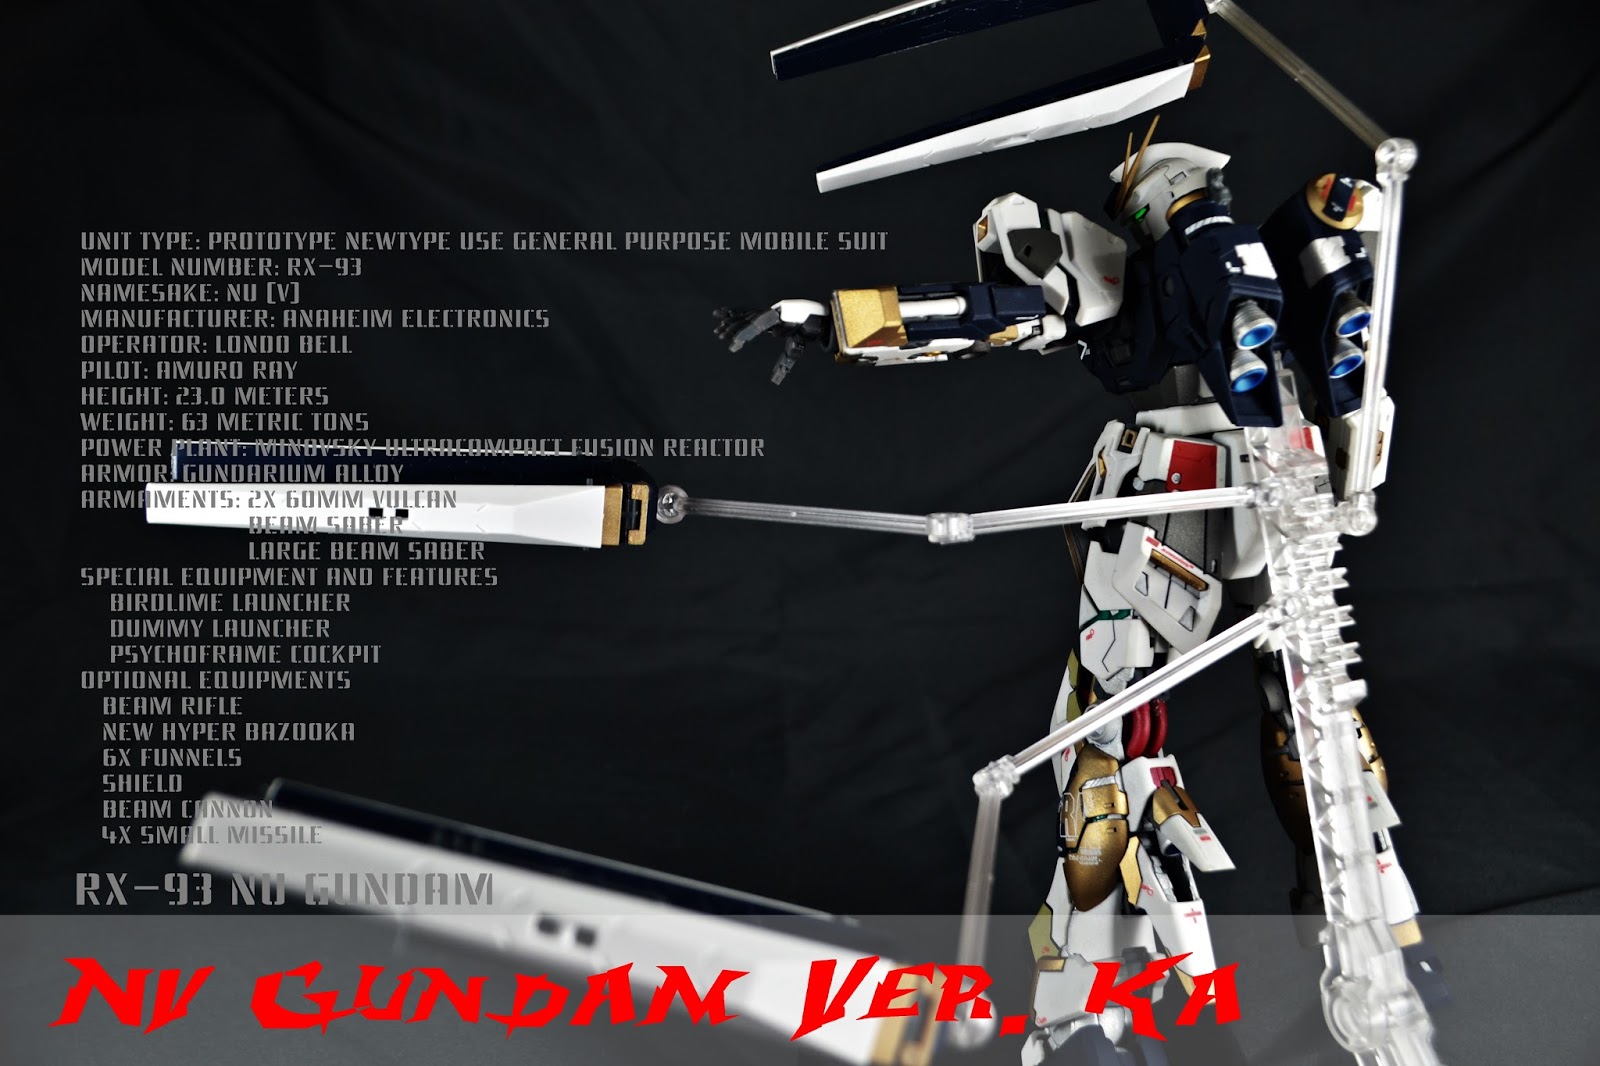 UNIT TYPE: PROTOTYPE NEWTYPE USE GENERAL PURPOSE MOBILE SUIT
MODEL NUMBER: RX-93
NAMESAKE: NU [V]
MANUFACTURER: ANAHEIM ELECTRONICS
OPERATOR: LONDO BELL
PILOT: AMURO RAY
HEIGHT: 23.0 METERS
WEIGHT: 63 METRIC TONS
POWER PLANT: MINOVSKY ULTRACOMPACT FUSION REACTOR
ARMOR: GUNDARIUM ALLOY
ARMAMENTS: 2X 60MM VULCAN
BEAM SABER
LARGE BEAM SABER
SPECIAL EQUIPMENT AND FEATURES
BIRDLIME LAUNCHER
DUMMY LAUNCHER
PSYCHOFRAME COCKPIT
OPTIONAL EQUIPMENTS
BEAM RIFLE
NEW HYPER BAZOOKA
6X FUNNELS
SHIELD
BEAM CANNON
4X SMALL MISSILE
RX-93 NU GUNDAM
NV GUNDAM VER. KA